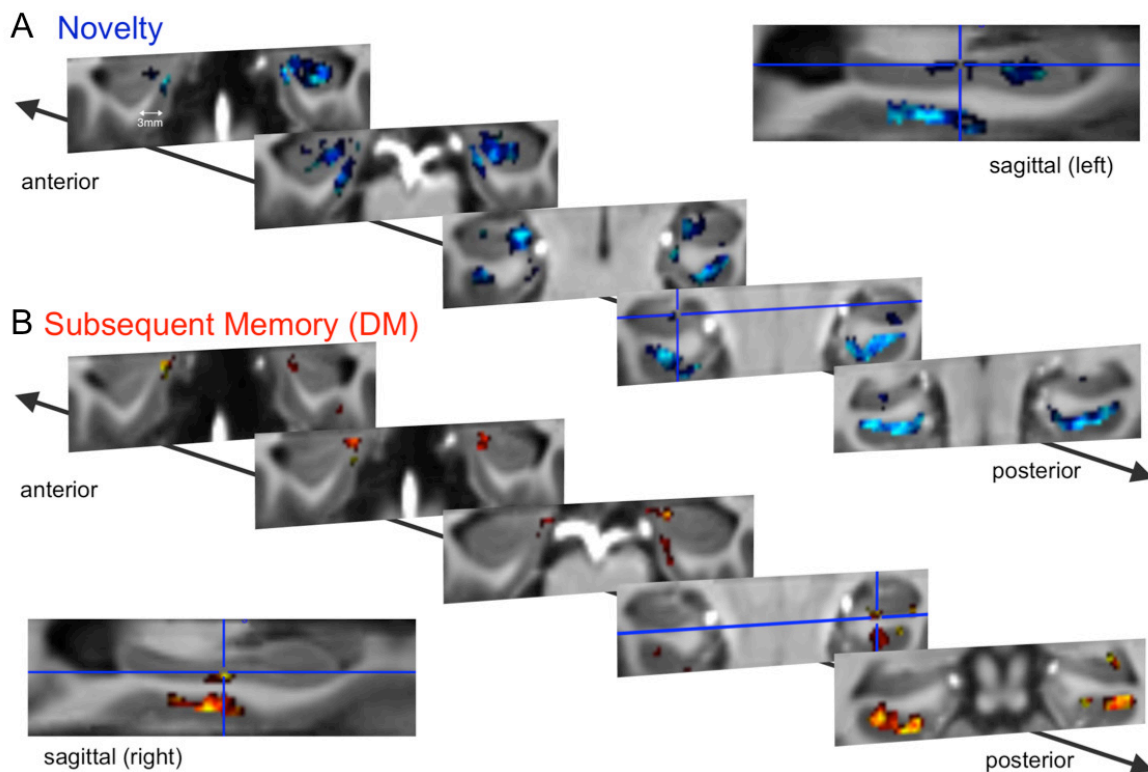 A Novelty
3mm
anterior
sagittal (left)
B Subsequent Memory (DM)
posterior
anterior
sagittal (right)
posterior